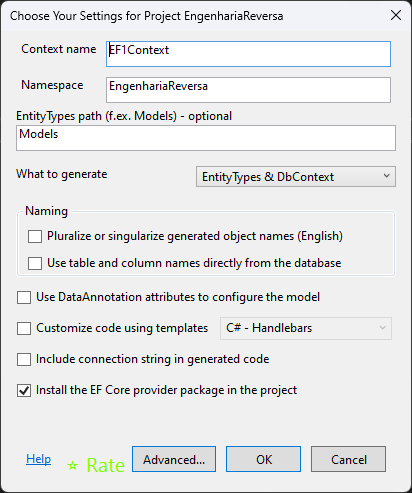 Choose Your Settings for Project EngenhariaReversa
Context name EF1Context
Namespace EngenhariaReversa
EntityTypes path (f.ex. Models) - optional
Models
What to generate EntityTypes & DbContext
Naming
Pluralize or singularize generated object names (English)
Use table and column names directly from the database
Use DataAnnotation attributes to configure the model
Customize code using templates C# - Handlebars
Include connection string in generated code
Install the EF Core provider package in the project
Help ☆ Rate Advanced... OK Cancel